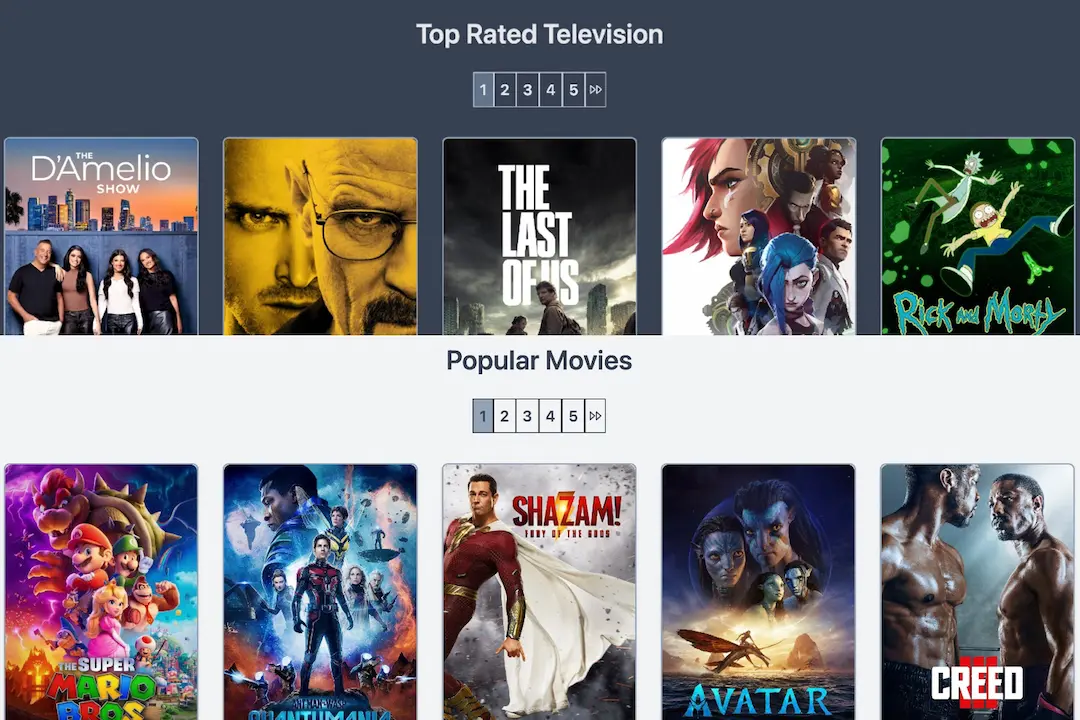 Top Rated Television
1 2 3 4 5
THE
D'Amelio
SHOW
THE
LAST
OF US
RICK and MORTY
Popular Movies
1 2 3 4 5
THE SUPER
MARIO
BROS
ANT-MAN AND WASP
QUANTUMANIA
SHAZAM!
FURY OF THE GODS
AVATAR
CREED
III